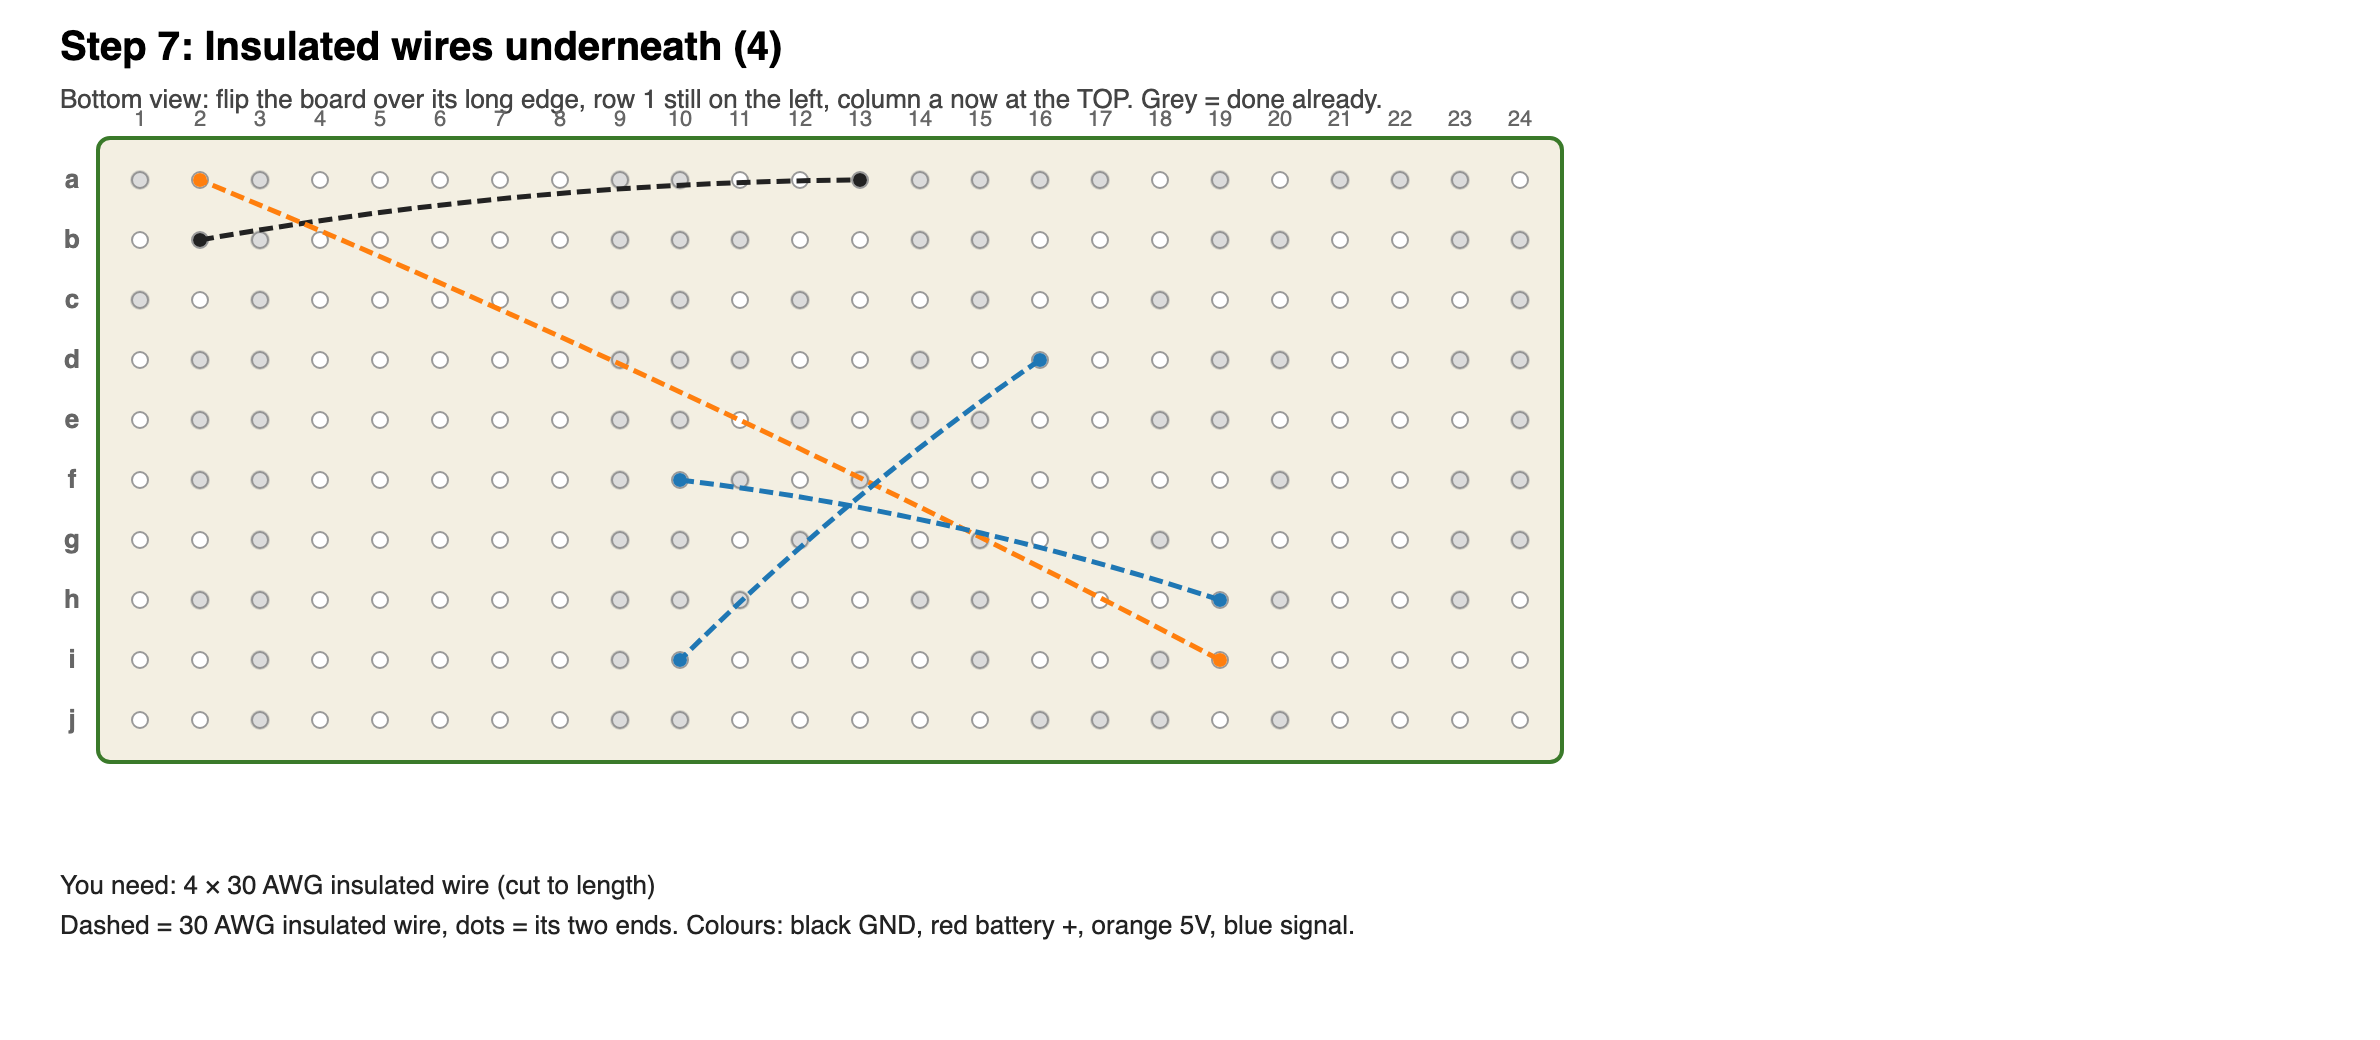 Step 7: Insulated wires underneath (4)
Bottom view: flip the board over its long edge, row 1 still on the left, column a now at the TOP. Grey = done already.
1 2 3 4 5 6 7 8 9 10 11 12 13 14 15 16 17 18 19 20 21 22 23 24
a
b
c
d
e
f
g
h
i
j
You need: 4 × 30 AWG insulated wire (cut to length)
Dashed = 30 AWG insulated wire, dots = its two ends. Colours: black GND, red battery +, orange 5V, blue signal.